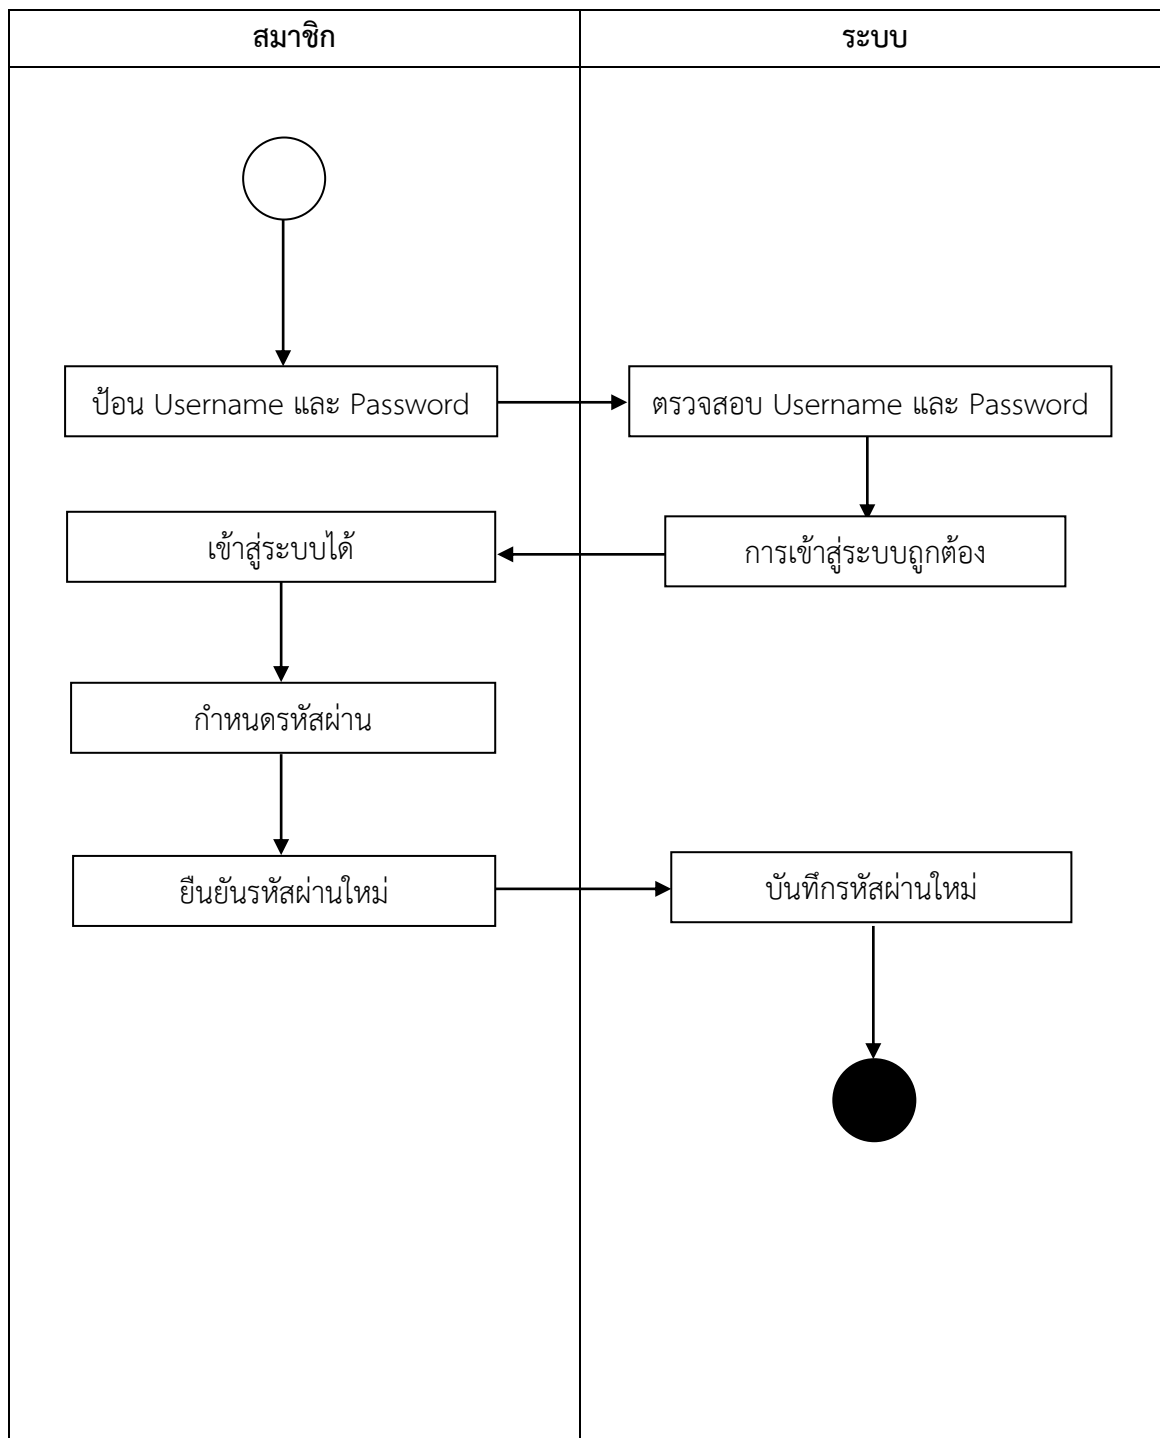 สมาชิก
ระบบ
ป้อน Username และ Password
ตรวจสอบ Username และ Password
เข้าสู่ระบบได้
การเข้าสู่ระบบถูกต้อง
กำหนดรหัสผ่าน
ยืนยันรหัสผ่านใหม่
บันทึกรหัสผ่านใหม่